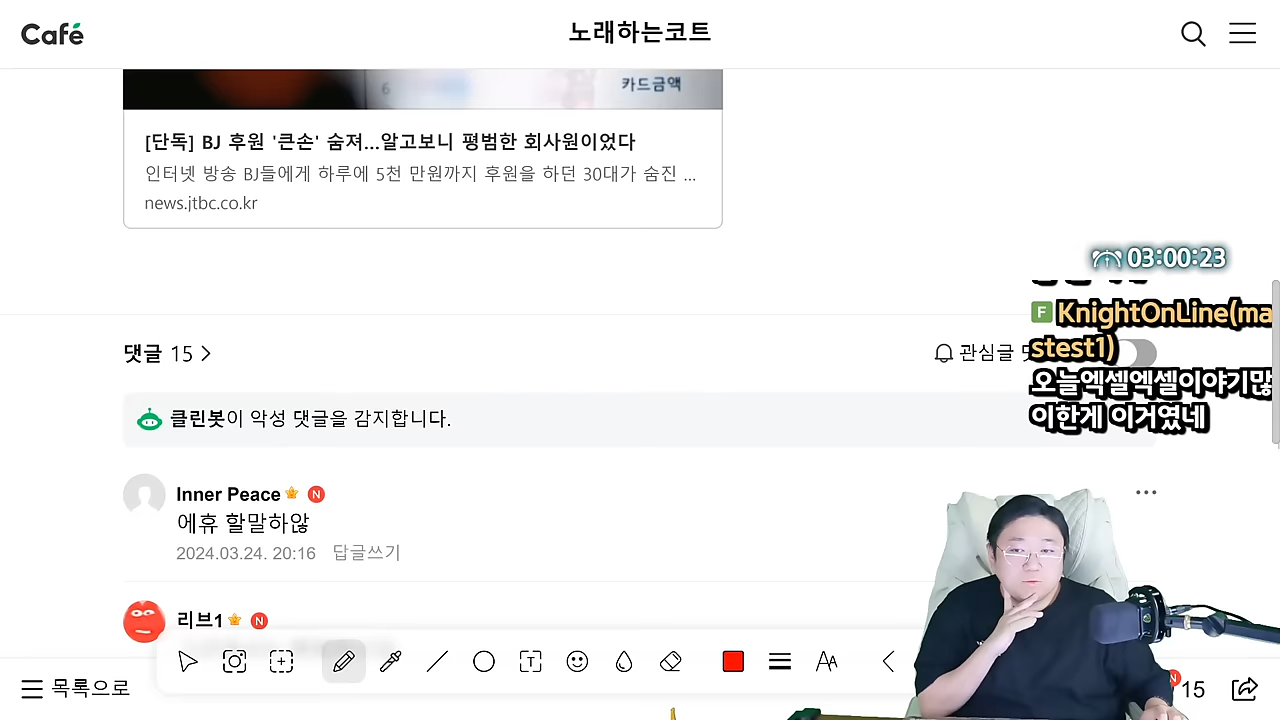 Café
노래하는코트
6
카드금액
[단독] BJ 후원 '큰손' 숨져...알고보니 평범한 회사원이었다
인터넷 방송 BJ들에게 하루에 5천 만원까지 후원을 하던 30대가 숨진 ...
news.jtbc.co.kr
03:00:23
F KnightOnLine(ma
stest1)
오늘엑셀엑셀이야기많
이한게 이거였네
댓글 15
관심글
클린봇이 악성 댓글을 감지합니다.
Inner Peace N
에휴 할말하않
2024.03.24. 20:16 답글쓰기
리브1 N
T
목록으로
N
15